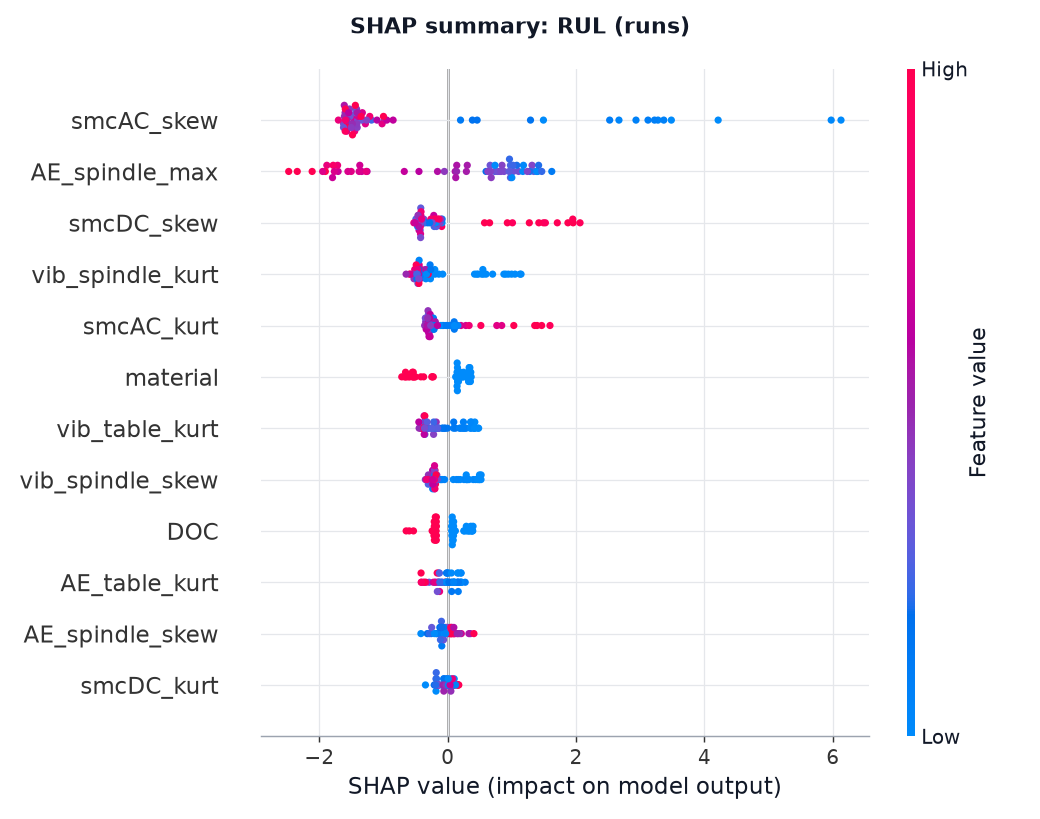 SHAP summary: RUL (runs)
High
smcAC_skew
AE_spindle_max
smcDC_skew
vib_spindle_kurt
smcAC_kurt
material
vib_table_kurt
vib_spindle_skew
DOC
AE_table_kurt
AE_spindle_skew
smcDC_kurt
Feature value
Low
−2 0 2 4 6
SHAP value (impact on model output)